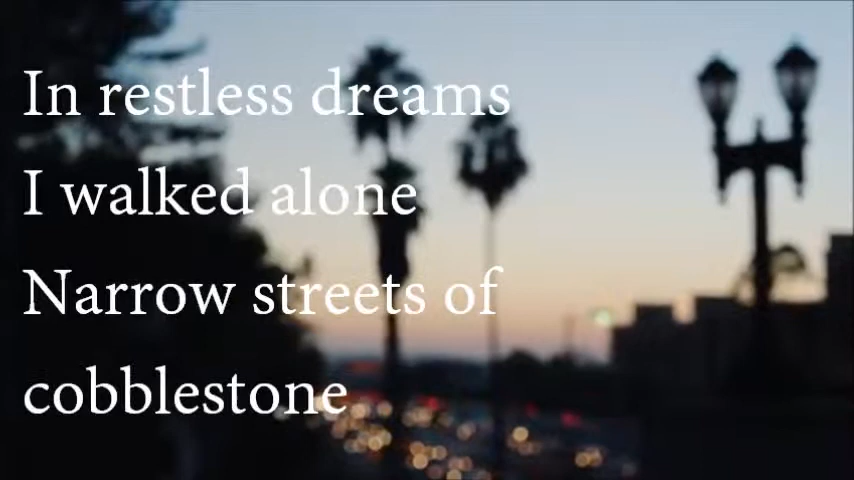 In restless dreams
I walked alone
Narrow streets of
cobblestone